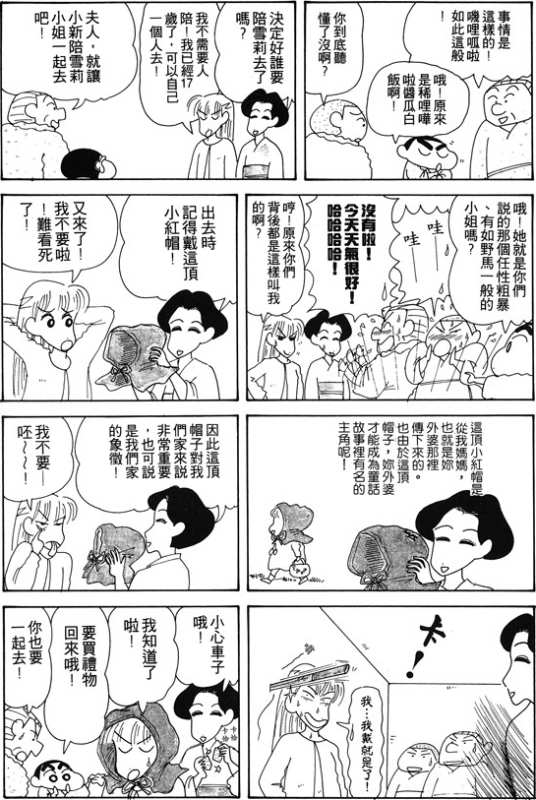 事情是
這樣的！
嘰哩呱啦
如此這般
！
哦！原來
是稀哩嘩
啦醬瓜白
飯啊！
你到底聽
懂了沒啊？
決定好誰要
陪雪莉去了
嗎？
我不需要人
陪！我已經17
歲了，可以自己
一個人去！
夫人，就讓
小新陪雪莉
小姐一起去
吧！
哦！她就是你們
說的那個任性粗暴
、有如野馬一般的
小姐嗎？
哇—
哇—
沒有啦！
今天天氣很好！
哈哈哈哈！
哼！原來你們
背後都是這樣叫我
的啊？
出去時
記得戴這頂
小紅帽！
又來了！
我不要啦
！難看死
了！
這頂小紅帽是
從我媽媽，
也就是妳
外婆那裡
傳下來的。
也由於這頂
帽子，妳外婆
才能成為童話
故事裡有名的
主角呢！
因此這頂
帽子對我
們家來說
非常重要
，也可說
是我們家
的象徵！
我不要—
呸～～！
卡！
我…我戴就是了！
小心車子
哦！
卡嚓
卡嚓
我知道了
啦！
要買禮物
回來哦！
你也要
一起去！